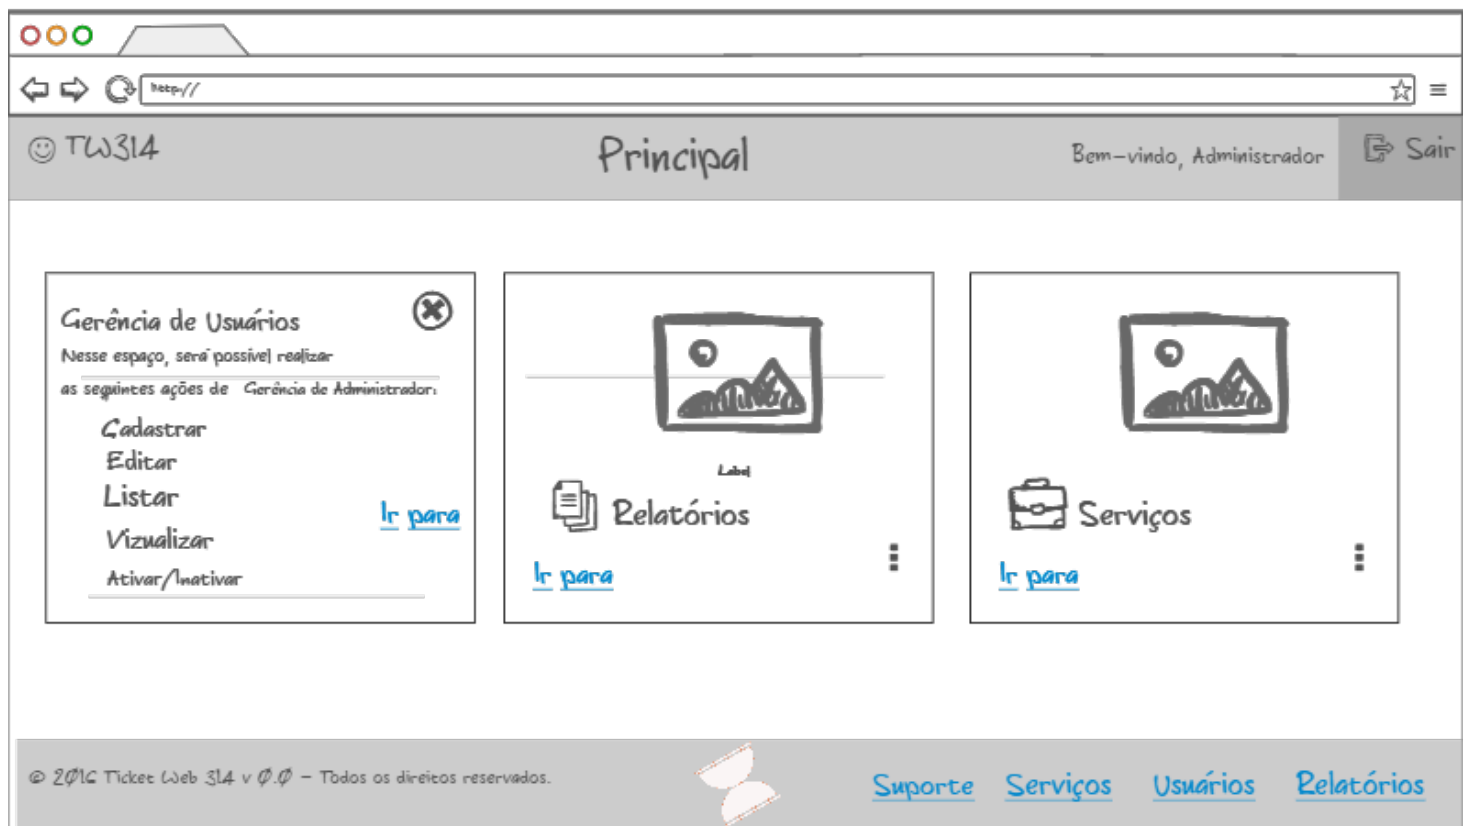 http://
TW314
Principal
Bem-vindo, Administrador
Sair
Gerência de Usuários
Nesse espaço, será possível realizar
as seguintes ações de Gerência de Administrador:
Cadastrar
Editar
Listar
Vizualizar
Ativar/Inativar
Ir para
Label
Relatórios
Ir para
Serviços
Ir para
© 2016 Ticket Web 314 v 0.0 - Todos os direitos reservados.
Suporte Serviços Usuários Relatórios